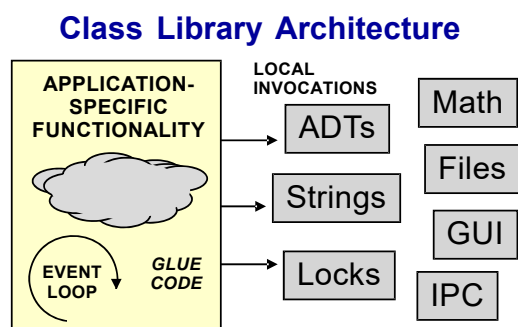 Class Library Architecture
APPLICATION-
SPECIFIC
FUNCTIONALITY
EVENT
LOOP
GLUE
CODE
LOCAL
INVOCATIONS
ADTs
Strings
Locks
Math
Files
GUI
IPC